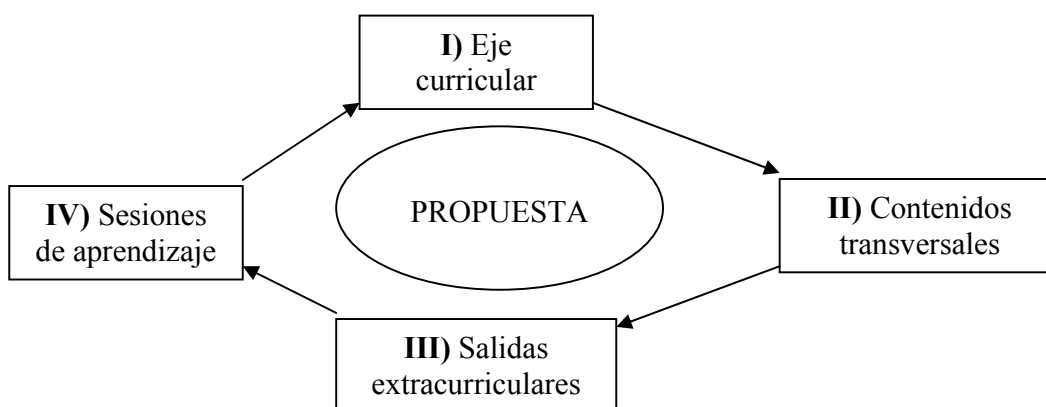 I) Eje
curricular
PROPUESTA
IV) Sesiones
de aprendizaje
II) Contenidos
transversales
III) Salidas
extracurriculares